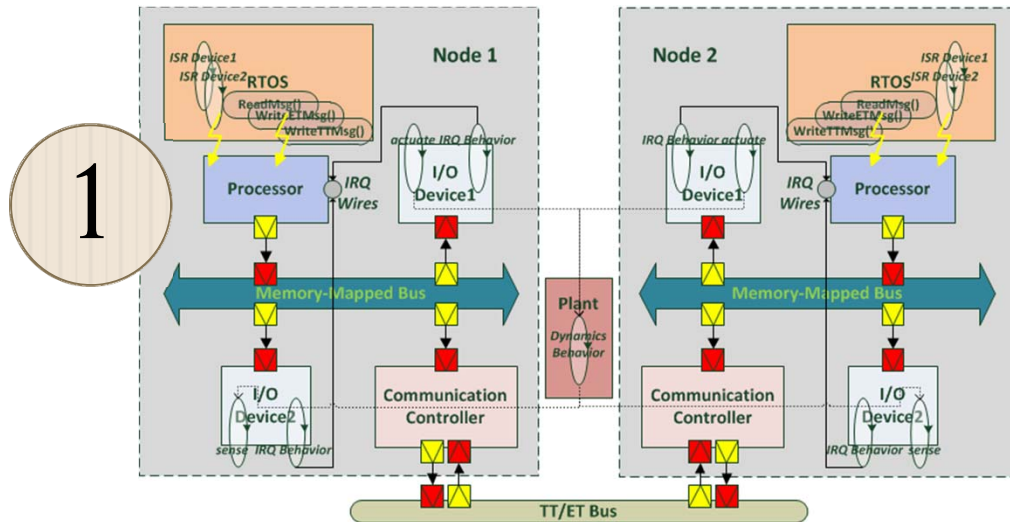 1
Node 1
ISR Device1
ISR Device2
RTOS
ReadMsg()
WriteETMsg()
WriteTTMsg()
actuate IRQ Behavior
Processor
IRQ
Wires
I/O
Device1
Memory-Mapped Bus
I/O
Device2
sense IRQ Behavior
Communication
Controller
Plant
Dynamics
Behavior
Node 2
ISR Device1
ISR Device2
RTOS
ReadMsg()
WriteETMsg()
WriteTTMsg()
IRQ Behavior actuate
I/O
Device1
IRQ
Wires
Processor
Memory-Mapped Bus
Communication
Controller
I/O
Device2
IRQ Behavior sense
TT/ET Bus